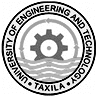 UNIVERSITY OF ENGINEERING AND TECHNOLOGY
• TAXILA •